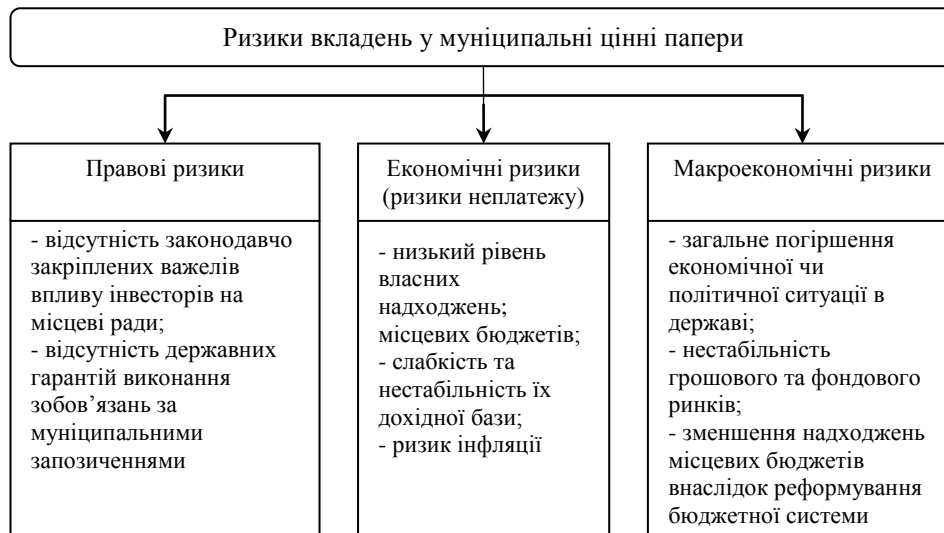 Ризики вкладень у муніципальні цінні папери
Правові ризики
- відсутність законодавчо
закріплених важелів
впливу інвесторів на
місцеві ради;
- відсутність державних
гарантій виконання
зобов’язань за
муніципальними
запозиченнями
Економічні ризики
(ризики неплатежу)
- низький рівень
власних
надходжень;
місцевих бюджетів;
- слабкість та
нестабільність їх
дохідної бази;
- ризик інфляції
Макроекономічні ризики
- загальне погіршення
економічної чи
політичної ситуації в
державі;
- нестабільність
грошового та фондового
ринків;
- зменшення надходжень
місцевих бюджетів
внаслідок реформування
бюджетної системи